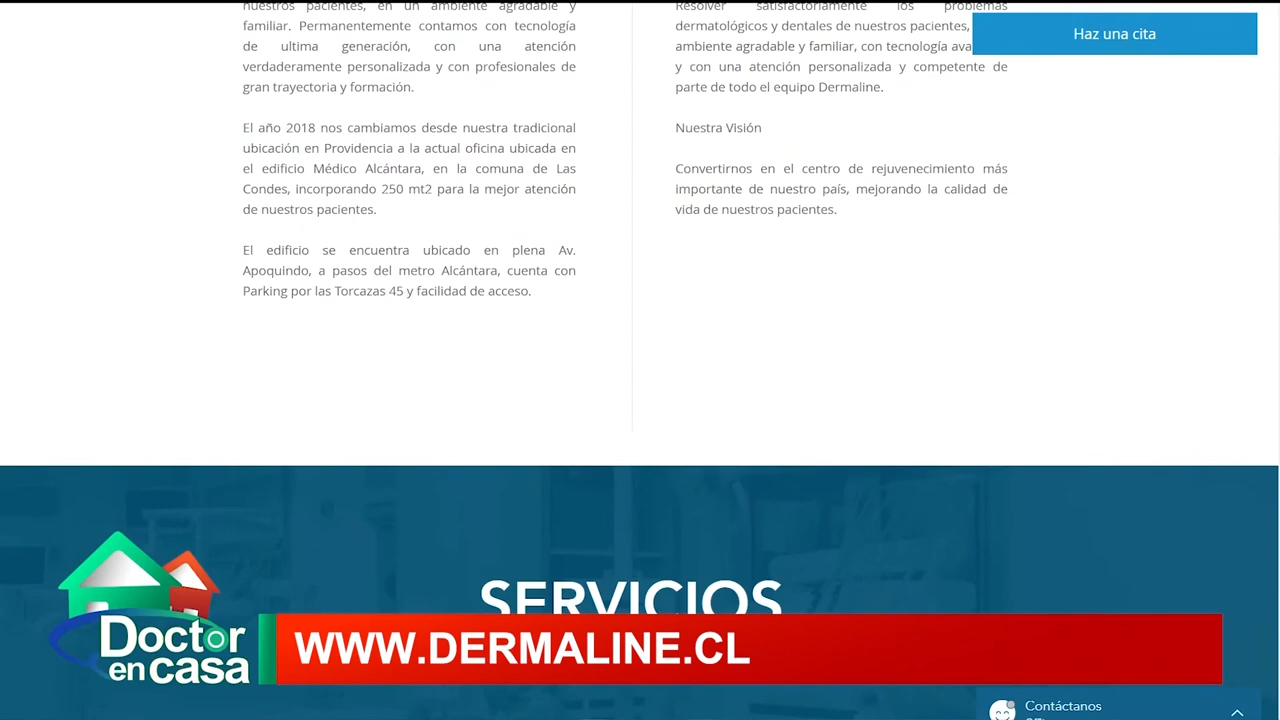 nuestros pacientes, en un ambiente agradable y
familiar. Permanentemente contamos con tecnología
de ultima generación, con una atención
verdaderamente personalizada y con profesionales de
gran trayectoria y formación.
El año 2018 nos cambiamos desde nuestra tradicional
ubicación en Providencia a la actual oficina ubicada en
el edificio Médico Alcántara, en la comuna de Las
Condes, incorporando 250 mt2 para la mejor atención
de nuestros pacientes.
El edificio se encuentra ubicado en plena Av.
Apoquindo, a pasos del metro Alcántara, cuenta con
Parking por las Torcazas 45 y facilidad de acceso.
Resolver satisfactoriamente los problemas
dermatológicos y dentales de nuestros pacientes,
ambiente agradable y familiar, con tecnología
y con una atención personalizada y competente de
parte de todo el equipo Dermaline.
Nuestra Visión
Convertirnos en el centro de rejuvenecimiento más
importante de nuestro país, mejorando la calidad de
vida de nuestros pacientes.
Haz una cita
SERVICIOS
Doctor
en casa
WWW.DERMALINE.CL
Contáctanos